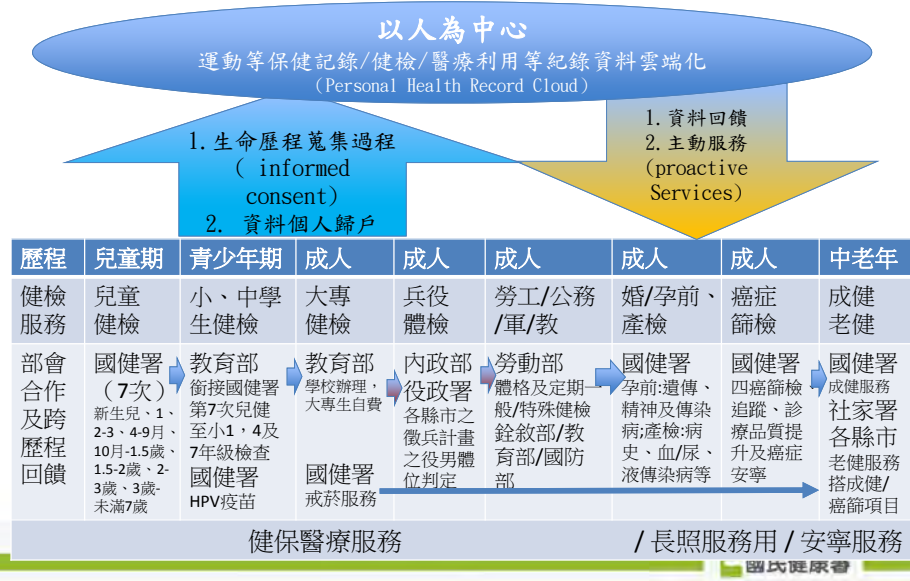 以人為中心
運動等保健記錄/健檢/醫療利用等紀錄資料雲端化
(Personal Health Record Cloud)
1.生命歷程蒐集過程
( informed
consent)
2. 資料個人歸戶
1.資料回饋
2.主動服務
(proactive
Services)
歷程 兒童期 青少年期 成人 成人 成人 成人 成人 中老年
健檢
服務
兒童
健檢
小、中學
生健檢
大專
健檢
兵役
體檢
勞工/公務
/軍/教
婚/孕前、
產檢
癌症
篩檢
成健
老健
部會
合作
及跨
歷程
回饋
國健署
(7次)
新生兒、1、
2-3、4-9月、
10月-1.5歲、
1.5-2歲、2-
3歲、3歲-
未滿7歲
教育部
銜接國健署
第7次兒健
至小1，4及
7年級檢查
國健署
HPV疫苗
教育部
學校辦理，
大專生自費
國健署
戒菸服務
內政部
役政署
各縣市之
徵兵計畫
之役男體
位判定
勞動部
體格及定期一
般/特殊健檢
銓敘部/教
育部/國防
部
國健署
孕前:遺傳、
精神及傳染
病;產檢:病
史、血/尿、
液傳染病等
國健署
四癌篩檢、
追蹤、診
療品質提
升及癌症
安寧
國健署
成健服務
社家署
各縣市
老健服務
搭成健/
癌篩項目
健保醫療服務 / 長照服務用 / 安寧服務
國民健康署